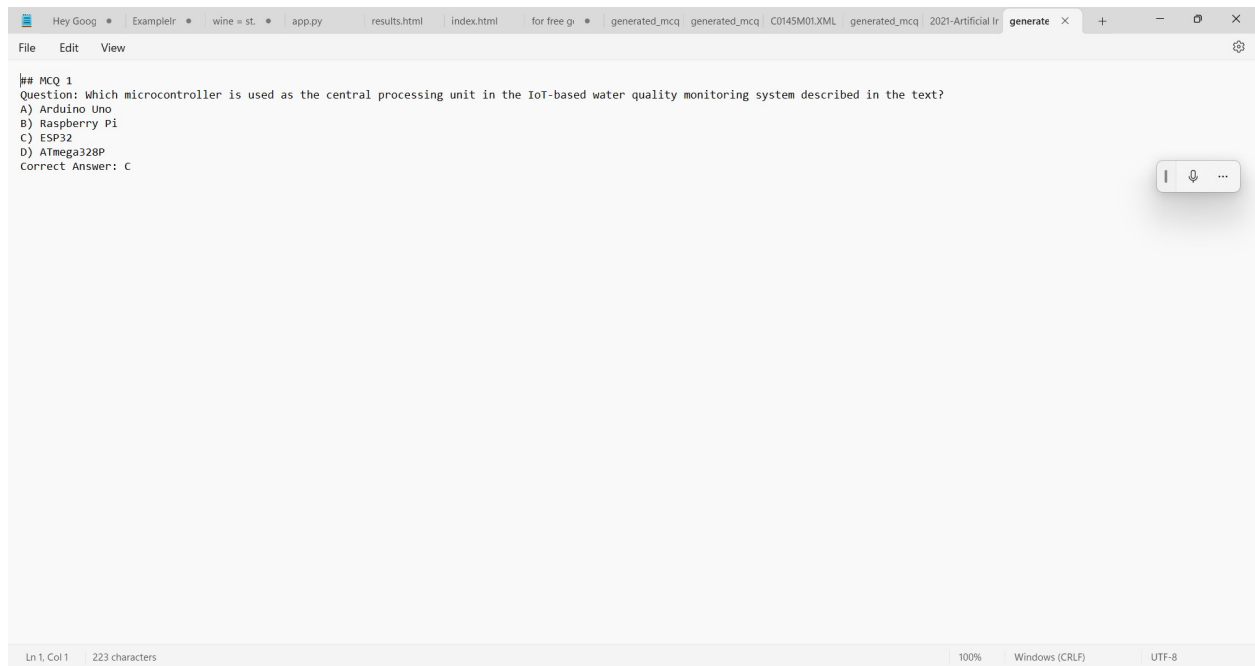 Hey Goog
ExampleIr
wine = st.
app.py
results.html
index.html
for free g
generated_mcq
generated_mcq
C0145M01.XML
generated_mcq
2021-Artificial Ir
generate
File Edit View
## MCQ 1
Question: Which microcontroller is used as the central processing unit in the IoT-based water quality monitoring system described in the text?
A) Arduino Uno
B) Raspberry Pi
C) ESP32
D) ATmega328P
Correct Answer: C
Ln 1, Col 1 223 characters 100% Windows (CRLF) UTF-8